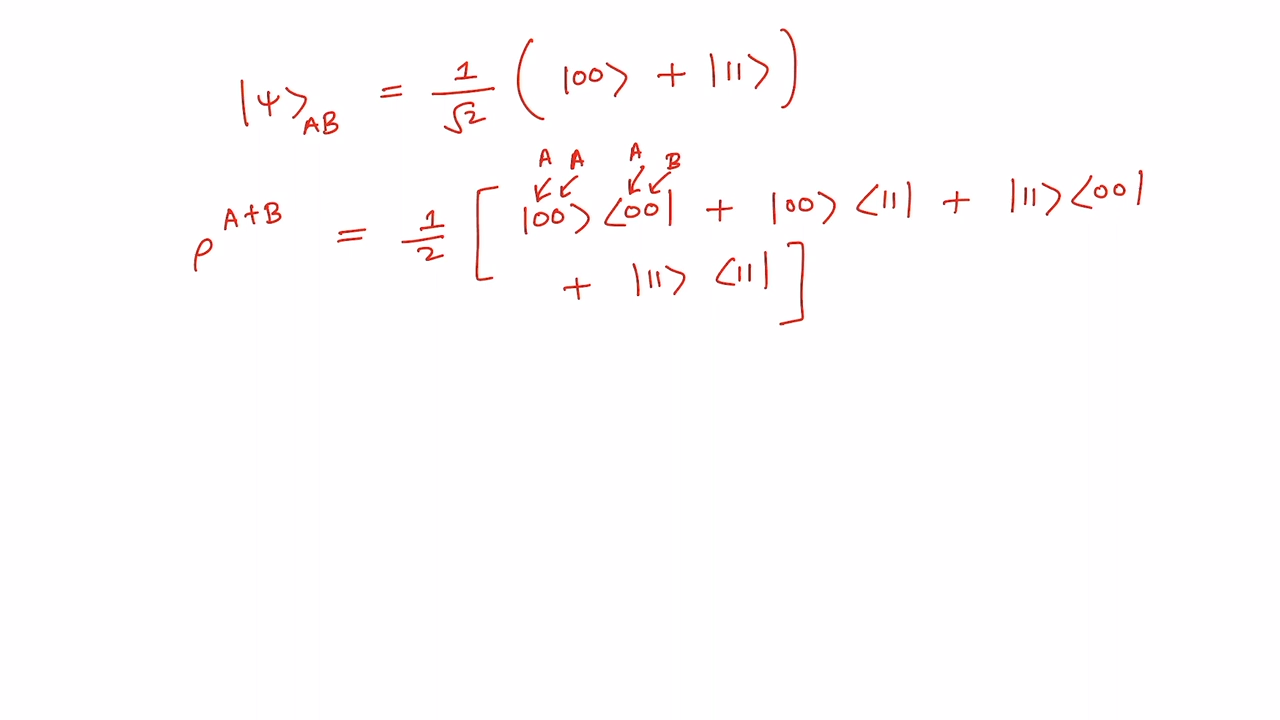 |ψ⟩_AB = 1/√2 ( |00⟩ + |11⟩ )
A A A B
ρ^{A+B} = 1/2 [ |00⟩⟨00| + |00⟩⟨11| + |11⟩⟨00|
+ |11⟩⟨11| ]